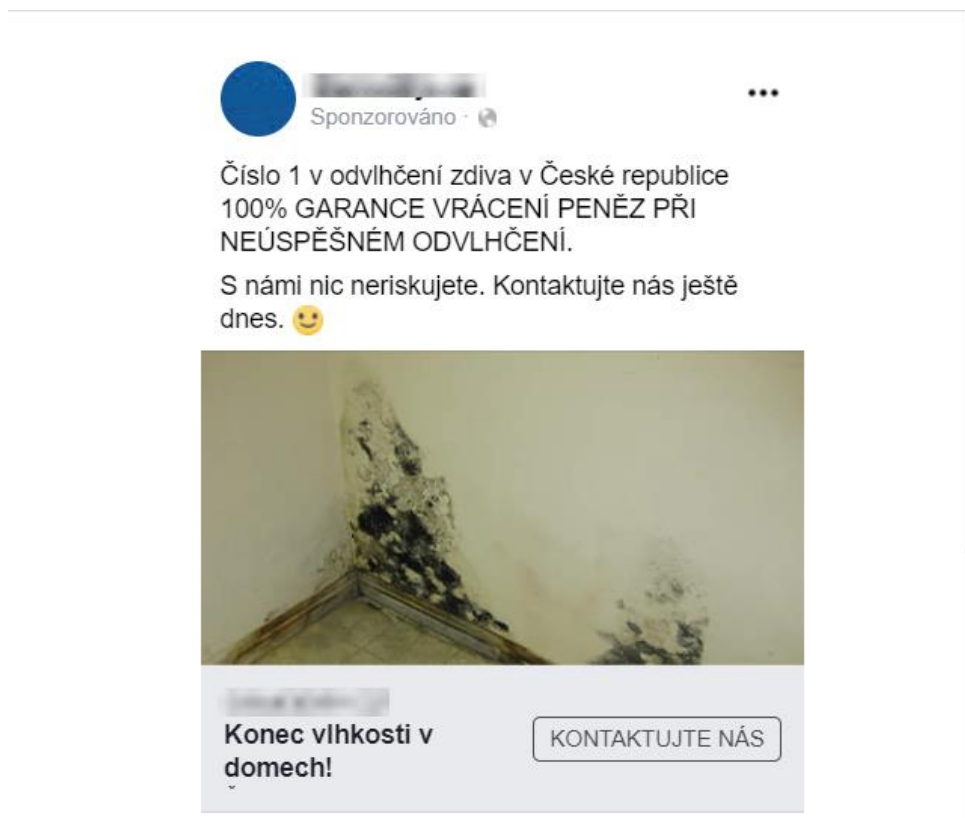 Sponzorováno ·
Číslo 1 v odvlhčení zdiva v České republice
100% GARANCE VRÁCENÍ PENĚZ PŘI
NEÚSPĚŠNÉM ODVLHČENÍ.
S námi nic neriskujete. Kontaktujte nás ještě
dnes. 🙂
Konec vlhkosti v
domech!
KONTAKTUJTE NÁS